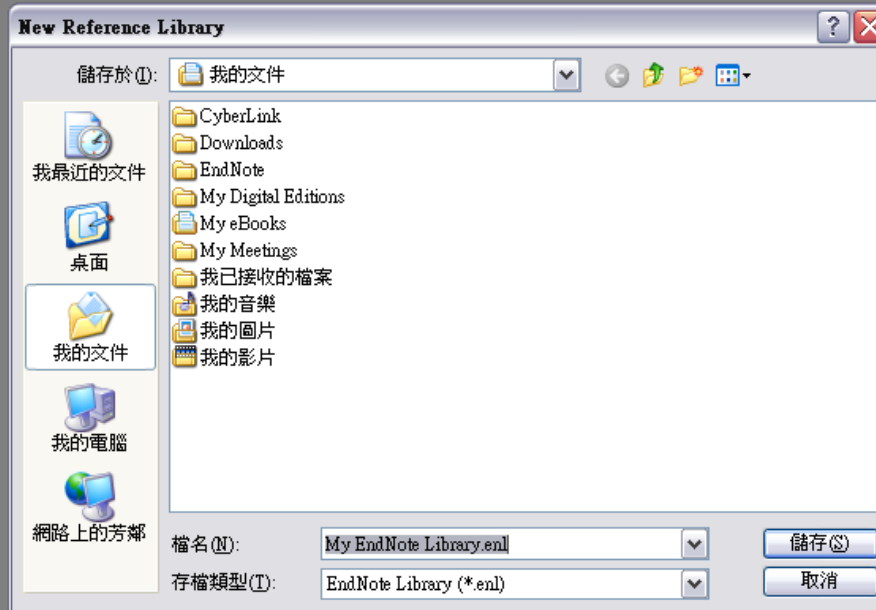 New Reference Library
儲存於(I):
我的文件
我最近的文件
桌面
我的文件
我的電腦
網路上的芳鄰
CyberLink
Downloads
EndNote
My Digital Editions
My eBooks
My Meetings
我已接收的檔案
我的音樂
我的圖片
我的影片
檔名(N):
My EndNote Library.enl
儲存(S)
存檔類型(T):
EndNote Library (*.enl)
取消